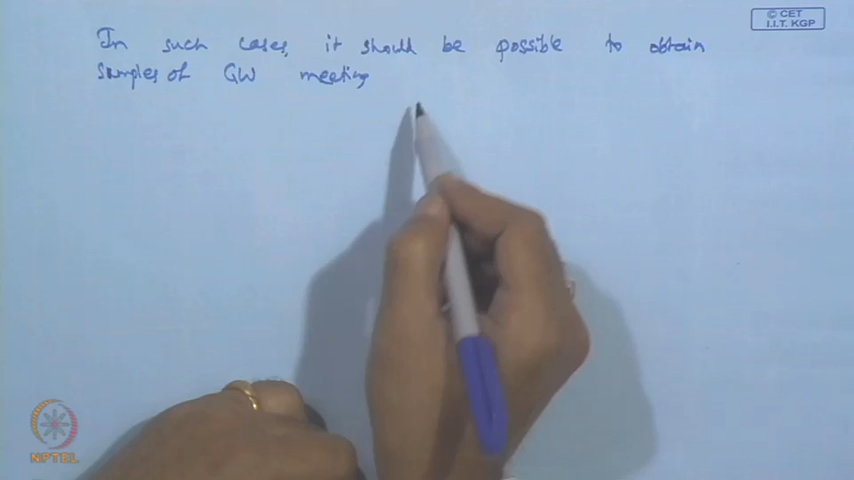 © CET
I.I.T. KGP
In such cases, it should be possible to obtain
samples of GW meeting
NPTEL